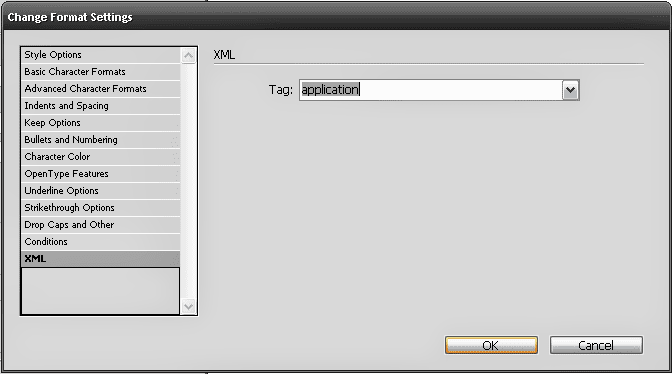 Change Format Settings
Style Options
Basic Character Formats
Advanced Character Formats
Indents and Spacing
Keep Options
Bullets and Numbering
Character Color
OpenType Features
Underline Options
Strikethrough Options
Drop Caps and Other
Conditions
XML
XML
Tag: application
OK Cancel